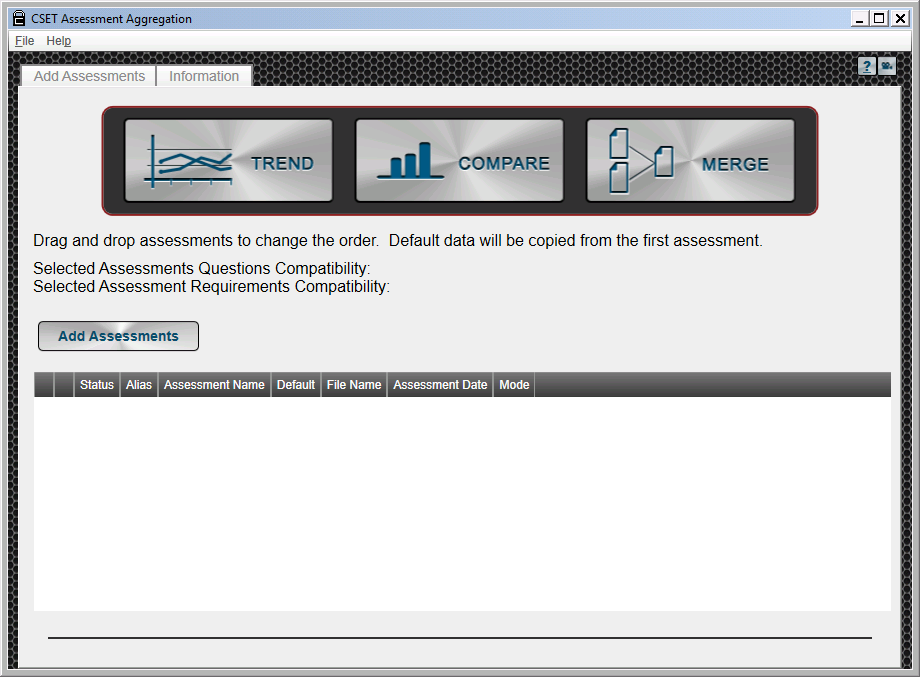 CSET Assessment Aggregation
File Help
Add Assessments Information
?
TREND COMPARE MERGE
Drag and drop assessments to change the order. Default data will be copied from the first assessment.
Selected Assessments Questions Compatibility:
Selected Assessment Requirements Compatibility:
Add Assessments
Status Alias Assessment Name Default File Name Assessment Date Mode